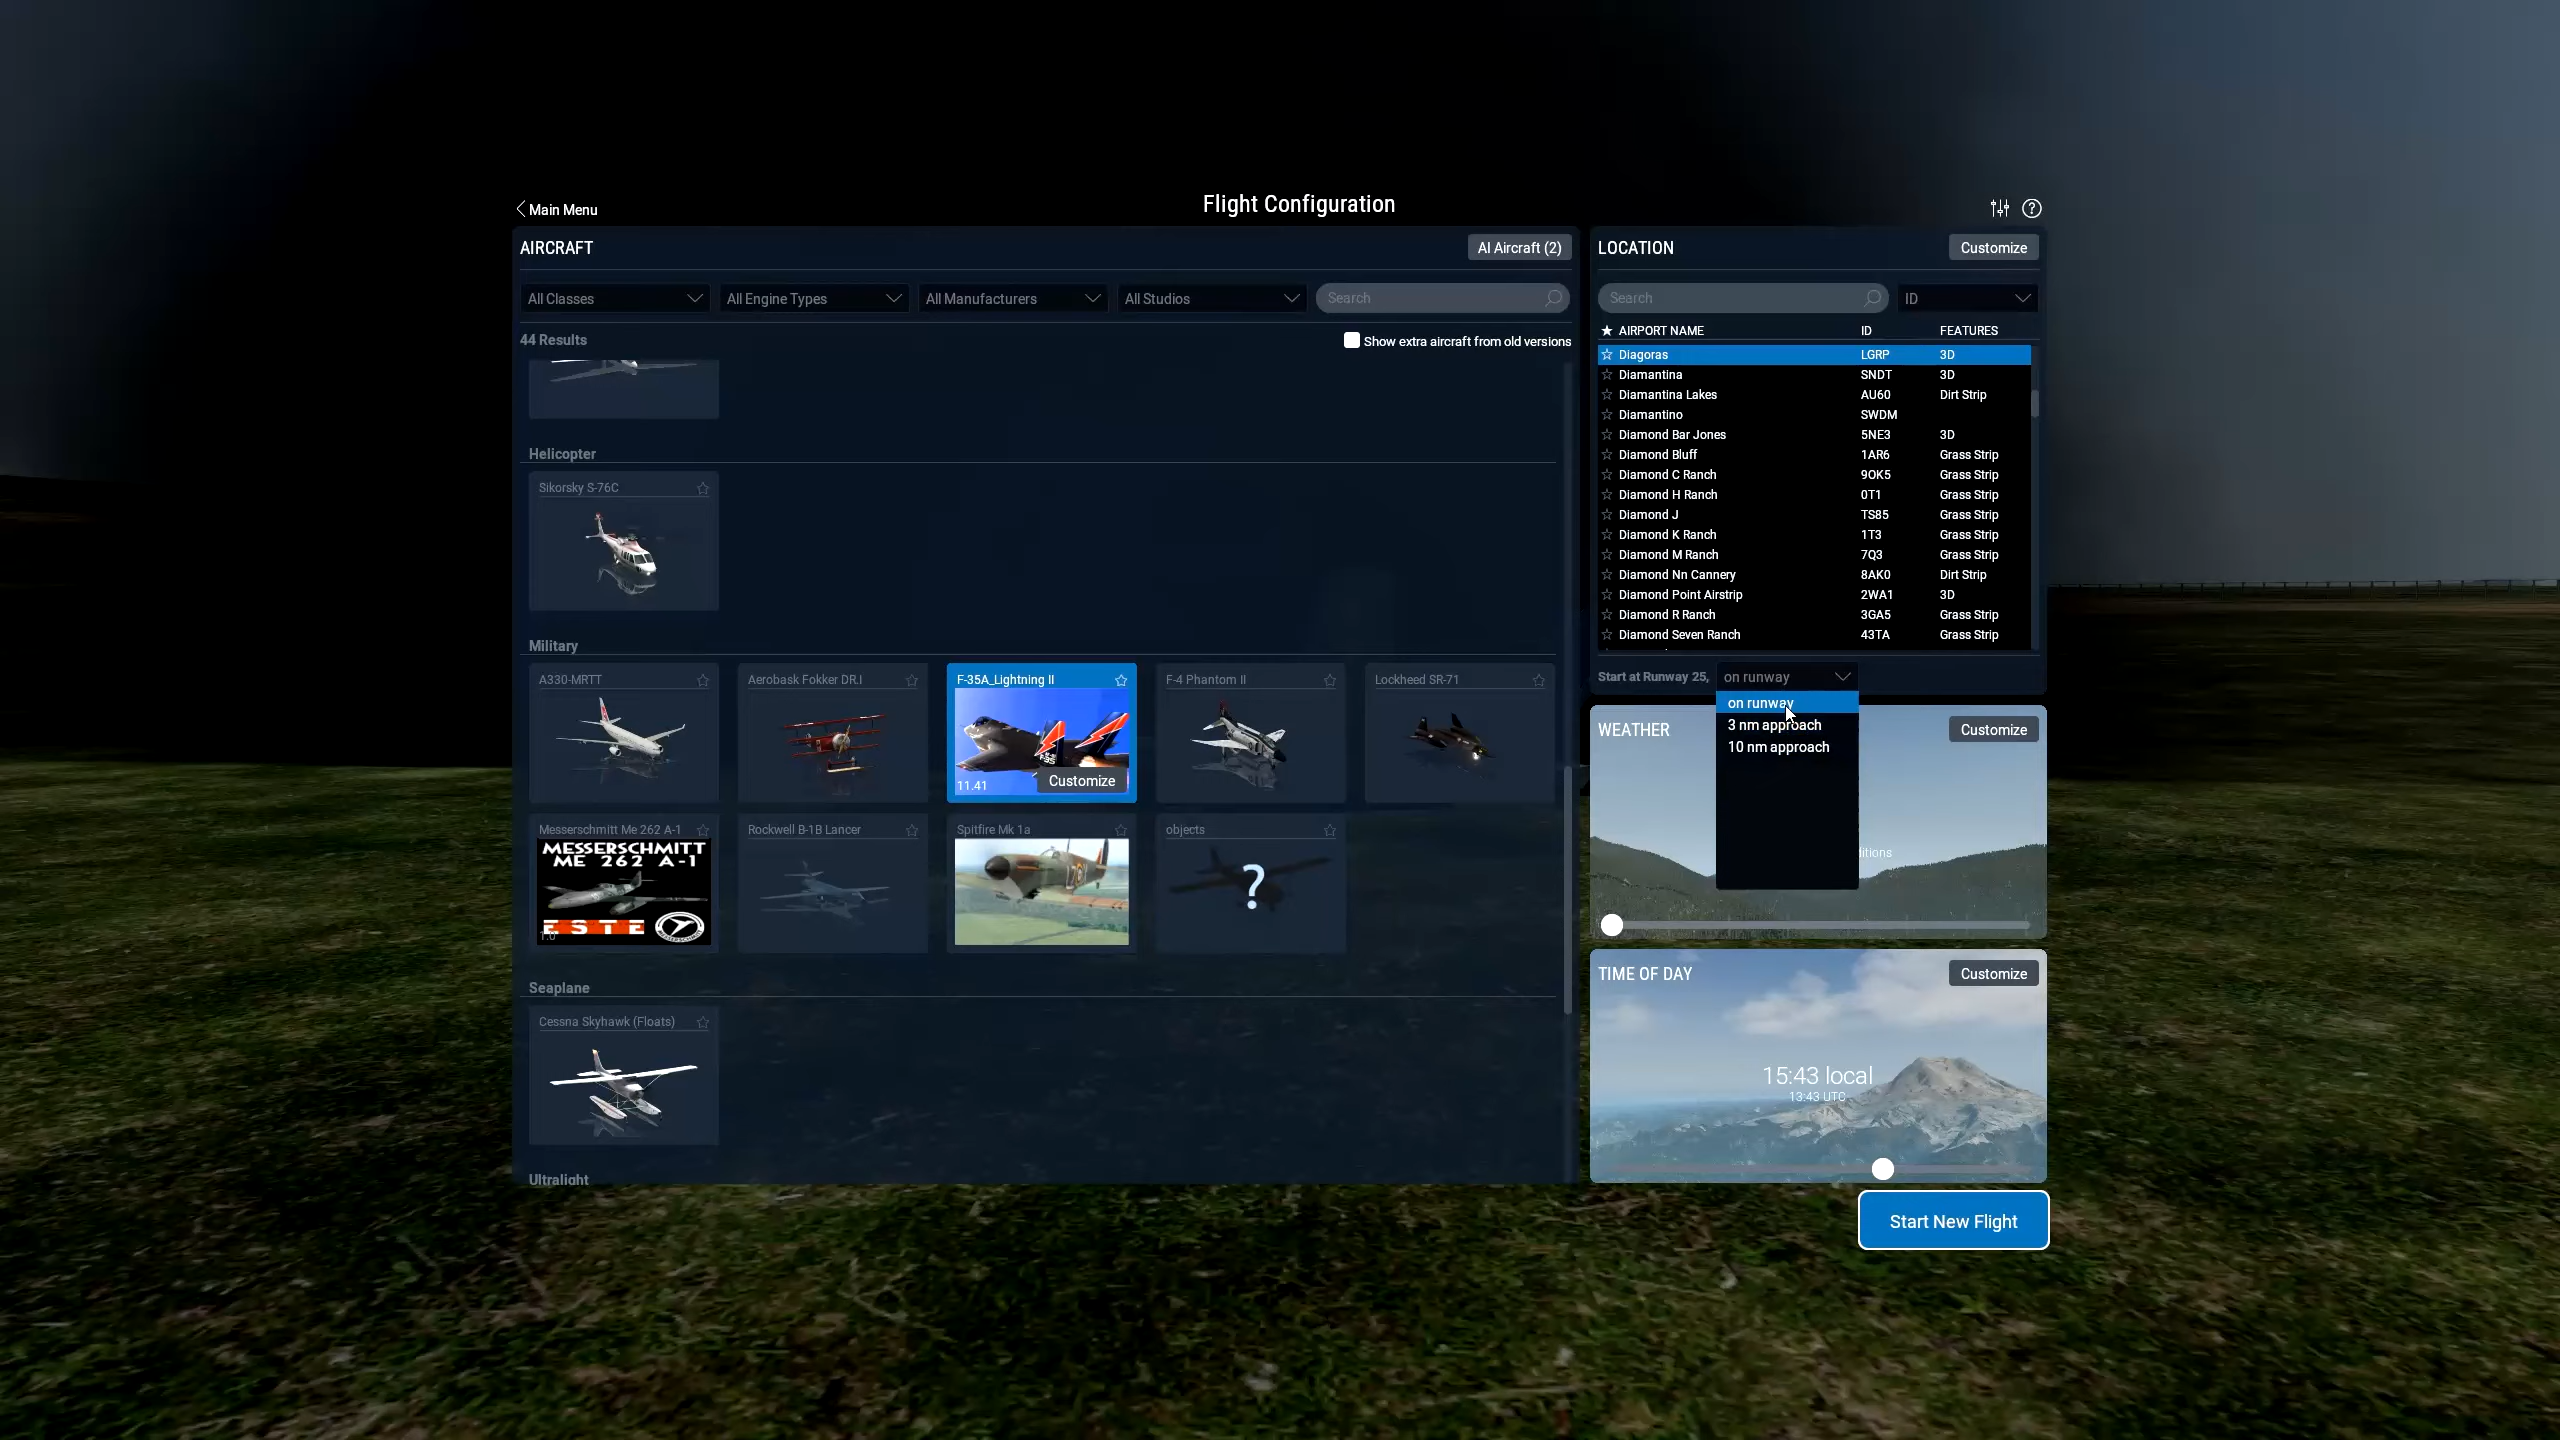 Main Menu
Flight Configuration
AIRCRAFT
AI Aircraft (2)
All Classes
All Engine Types
All Manufacturers
All Studios
Search
44 Results
Show extra aircraft from old versions
Helicopter
Sikorsky S-76C
Military
A330-MRTT
Aerobask Fokker DR.I
F-35A_Lightning II
F-4 Phantom II
Lockheed SR-71
F35
11.41
Customize
Messerschmitt Me 262 A-1
Rockwell B-1B Lancer
Spitfire Mk 1a
objects
MESSERSCHMITT
ME 262 A-1
ESTE
1.0
?
Seaplane
Cessna Skyhawk (Floats)
Ultralight
LOCATION
Customize
Search
ID
AIRPORT NAME ID FEATURES
Diagoras LGRP 3D
Diamantina SNDT 3D
Diamantina Lakes AU60 Dirt Strip
Diamantino SWDM
Diamond Bar Jones 5NE3 3D
Diamond Bluff 1AR6 Grass Strip
Diamond C Ranch 9OK5 Grass Strip
Diamond H Ranch 0T1 Grass Strip
Diamond J TS85 Grass Strip
Diamond K Ranch 1T3 Grass Strip
Diamond M Ranch 7Q3 Grass Strip
Diamond Nn Cannery 8AK0 Dirt Strip
Diamond Point Airstrip 2WA1 3D
Diamond R Ranch 3GA5 Grass Strip
Diamond Seven Ranch 43TA Grass Strip
Start at Runway 25, on runway
on runway
3 nm approach
10 nm approach
WEATHER
Customize
ditions
TIME OF DAY
Customize
15:43 local
13:43 UTC
Start New Flight